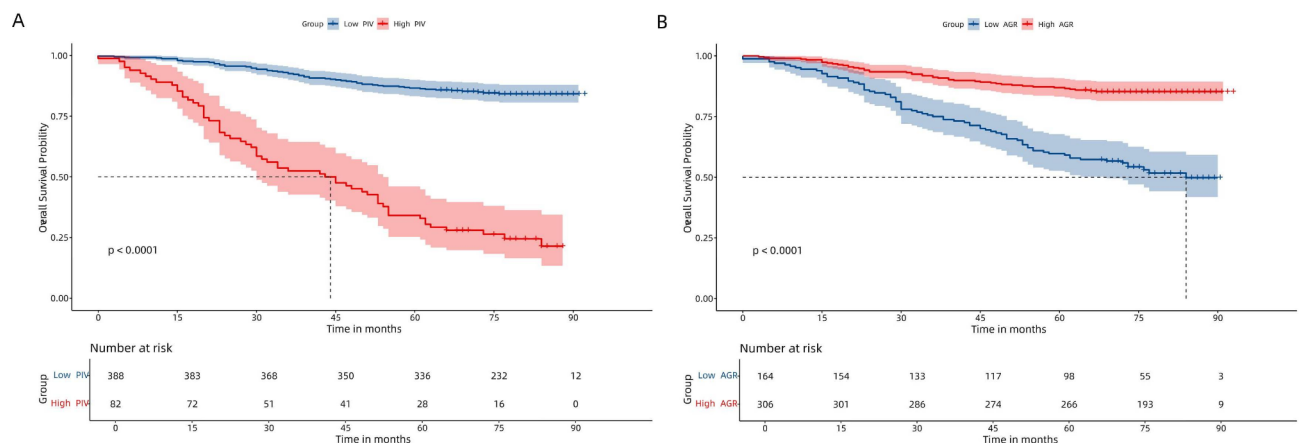 A
Group Low PIV High PIV
1.00
0.75
0.50
0.25
0.00
Overall Survival Probility
p < 0.0001
0 15 30 45 60 75 90
Time in months
Number at risk
Group
Low PIV 388 383 368 350 336 232 12
High PIV 82 72 51 41 28 16 0
0 15 30 45 60 75 90
Time in months
B
Group Low AGR High AGR
1.00
0.75
0.50
0.25
0.00
Overall Survival Probility
p < 0.0001
0 15 30 45 60 75 90
Time in months
Number at risk
Group
Low AGR 164 154 133 117 98 55 3
High AGR 306 301 286 274 266 193 9
0 15 30 45 60 75 90
Time in months